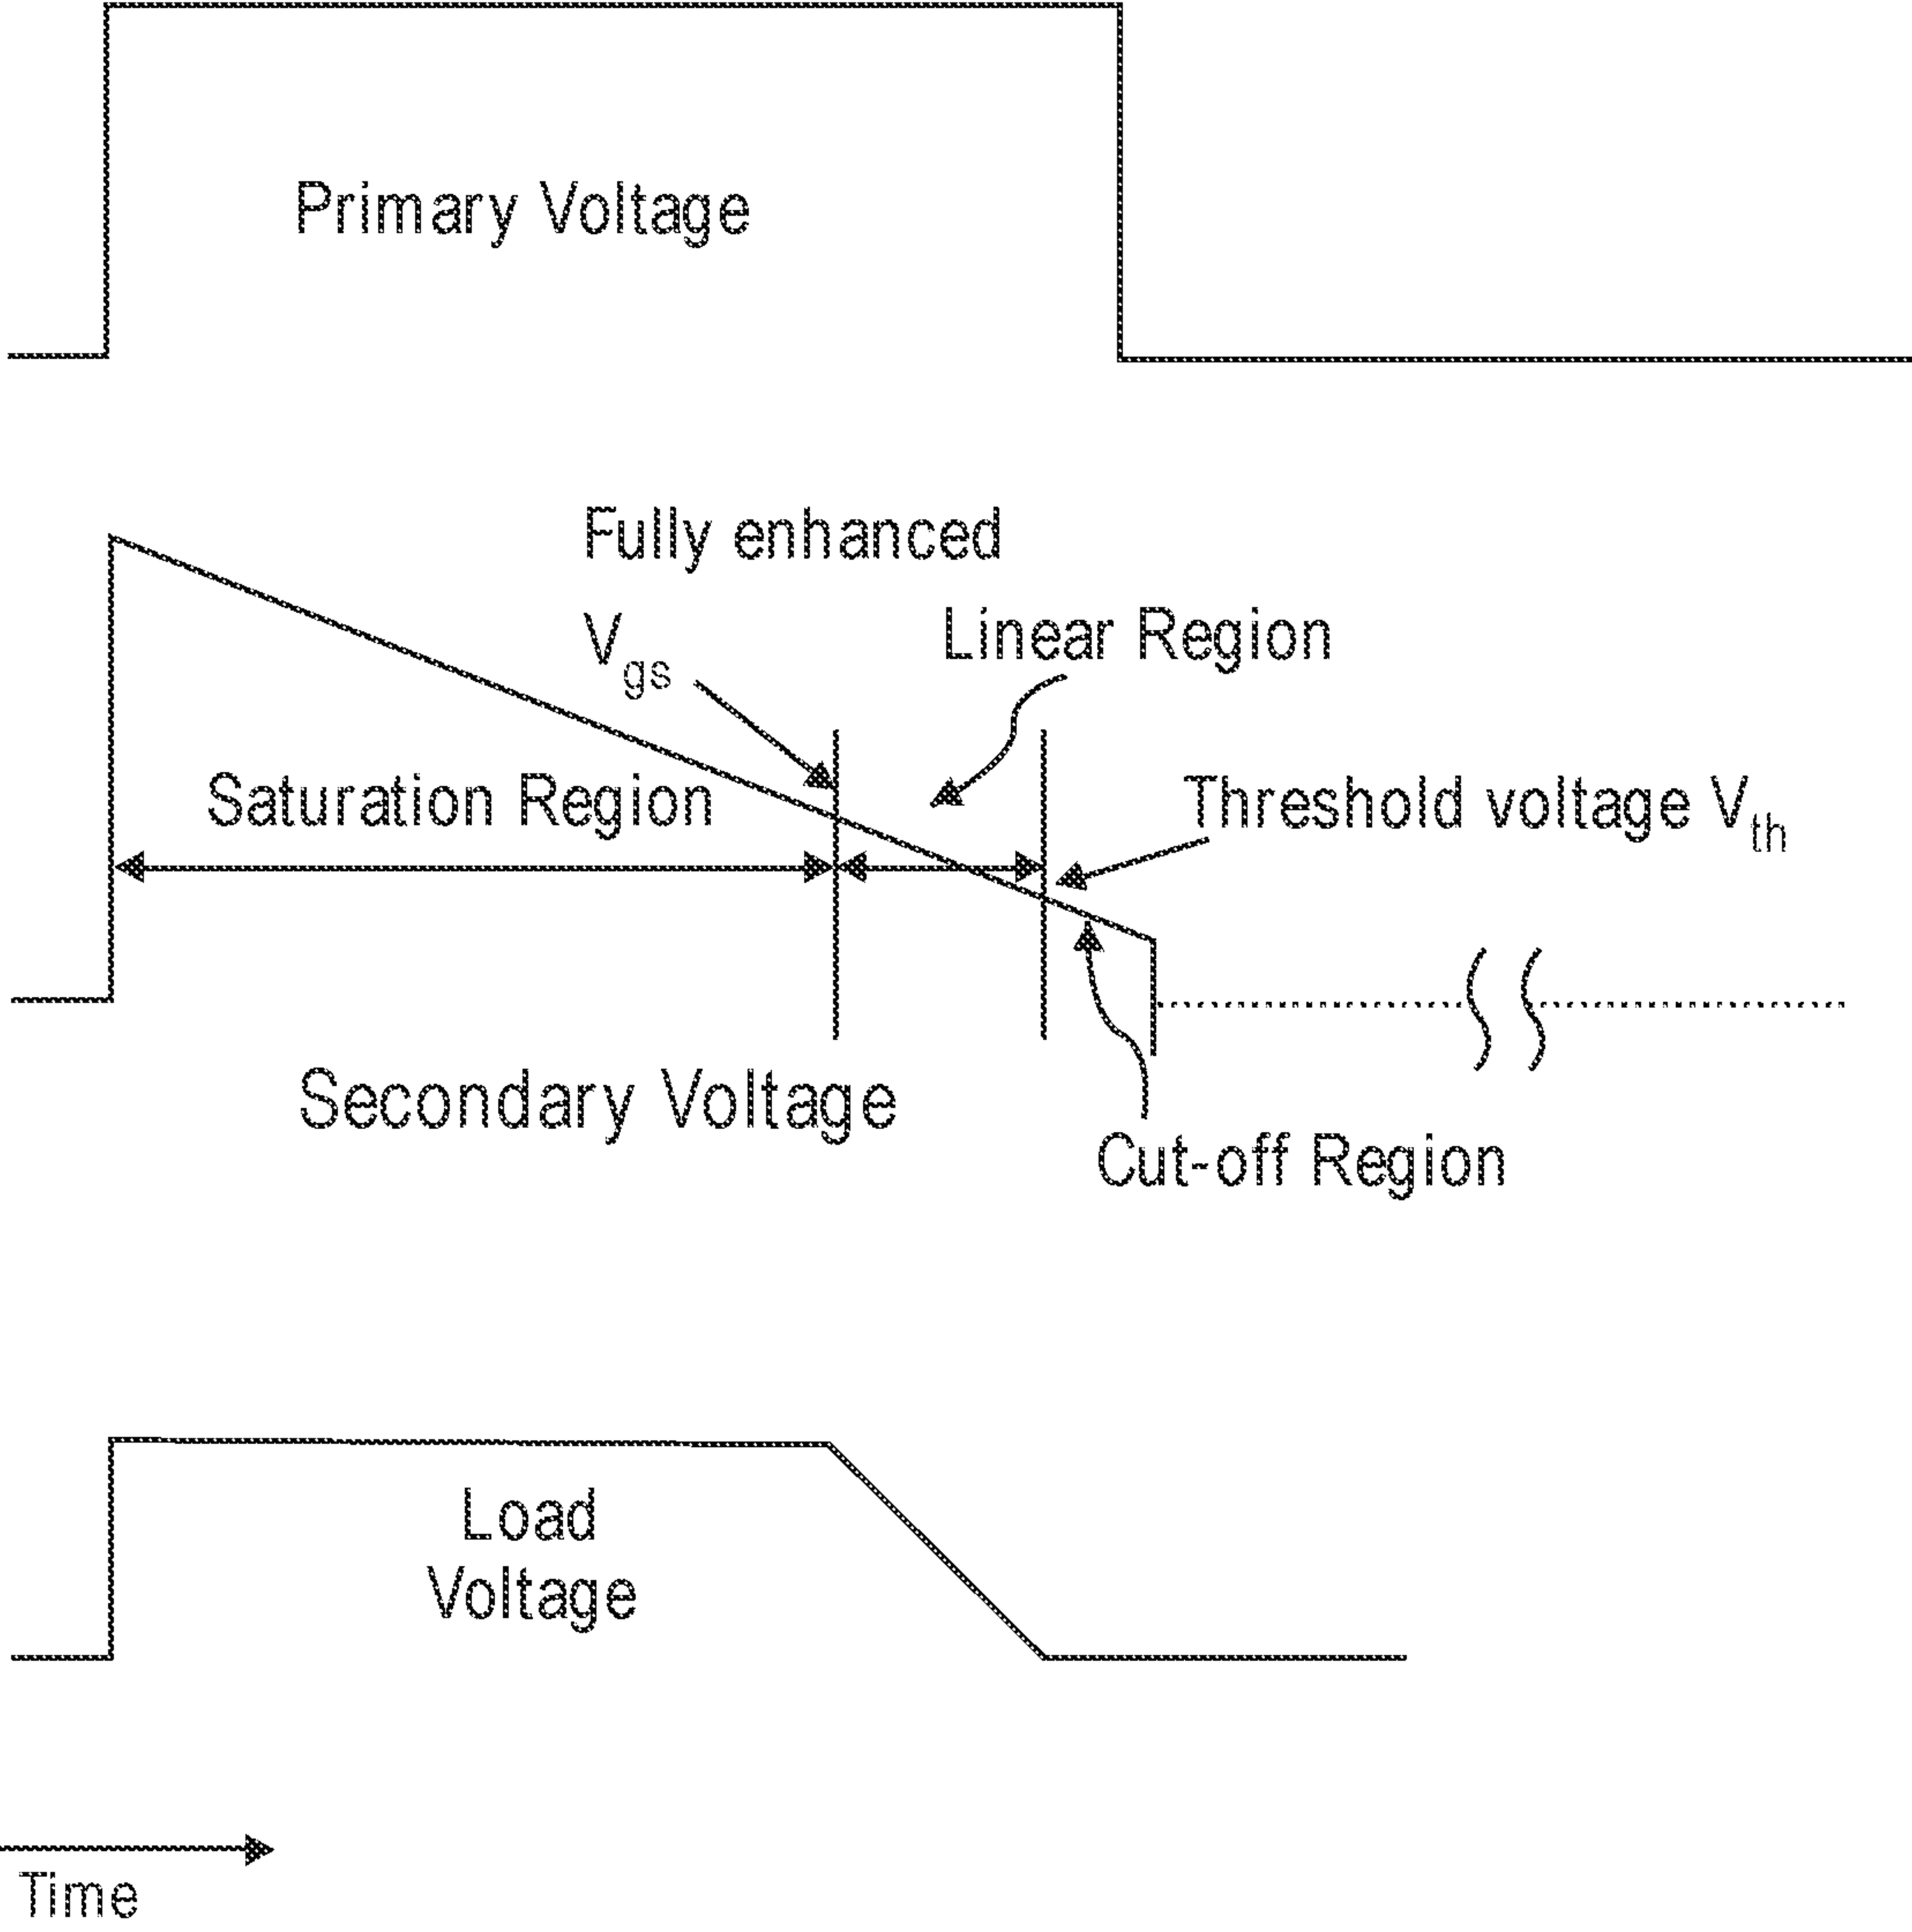 Primary Voltage
Fully enhanced
Vgs
Linear Region
Saturation Region
Threshold voltage Vth
Secondary Voltage
Cut-off Region
Load
Voltage
Time